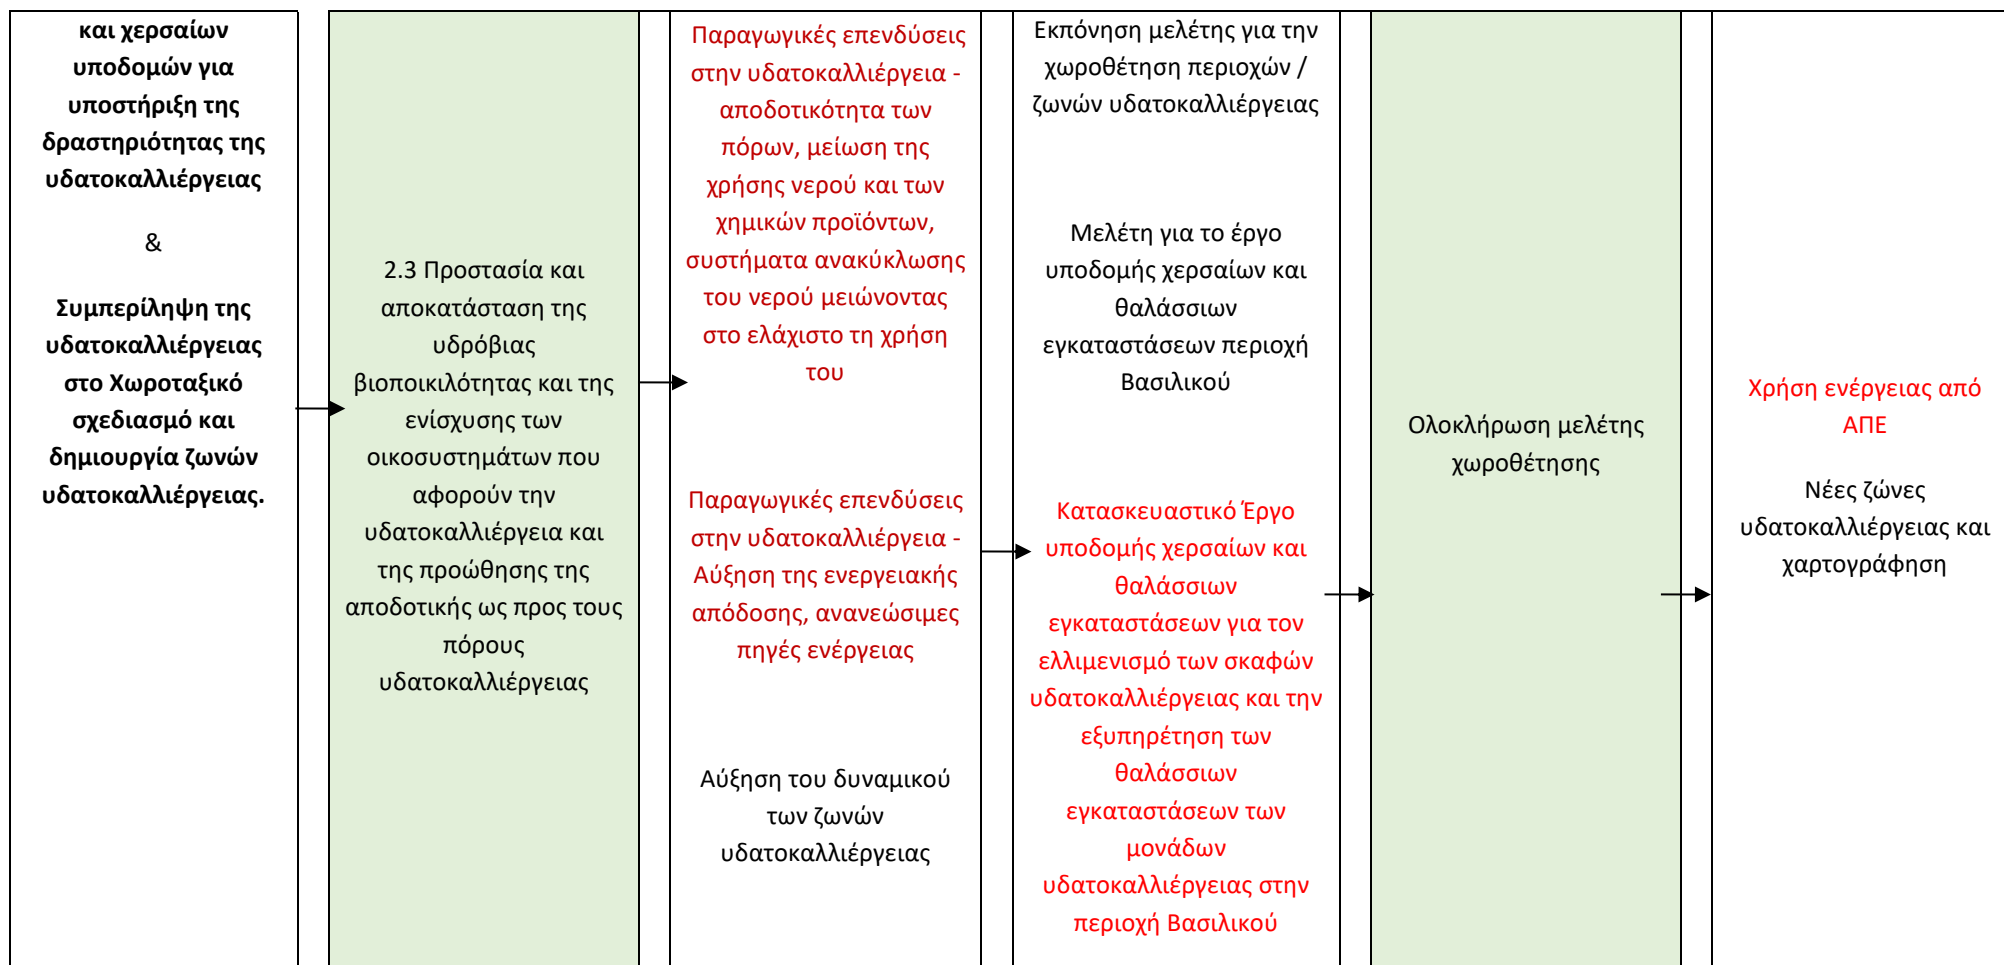 και χερσαίων
υποδομών για
υποστήριξη της
δραστηριότητας της
υδατοκαλλιέργειας
&
Συμπερίληψη της
υδατοκαλλιέργειας
στο Χωροταξικό
σχεδιασμό και
δημιουργία ζωνών
υδατοκαλλιέργειας.
2.3 Προστασία και
αποκατάσταση της
υδρόβιας
βιοποικιλότητας και της
ενίσχυσης των
οικοσυστημάτων που
αφορούν την
υδατοκαλλιέργεια και
της προώθησης της
αποδοτικής ως προς τους
πόρους
υδατοκαλλιέργειας
Παραγωγικές επενδύσεις
στην υδατοκαλλιέργεια -
αποδοτικότητα των
πόρων, μείωση της
χρήσης νερού και των
χημικών προϊόντων,
συστήματα ανακύκλωσης
του νερού μειώνοντας
στο ελάχιστο τη χρήση
του
Παραγωγικές επενδύσεις
στην υδατοκαλλιέργεια -
Αύξηση της ενεργειακής
απόδοσης, ανανεώσιμες
πηγές ενέργειας
Αύξηση του δυναμικού
των ζωνών
υδατοκαλλιέργειας
Εκπόνηση μελέτης για την
χωροθέτηση περιοχών /
ζωνών υδατοκαλλιέργειας
Μελέτη για το έργο
υποδομής χερσαίων και
θαλάσσιων
εγκαταστάσεων περιοχή
Βασιλικού
Κατασκευαστικό Έργο
υποδομής χερσαίων και
θαλάσσιων
εγκαταστάσεων για τον
ελλιμενισμό των σκαφών
υδατοκαλλιέργειας και την
εξυπηρέτηση των
θαλάσσιων
εγκαταστάσεων των
μονάδων
υδατοκαλλιέργειας στην
περιοχή Βασιλικού
Ολοκλήρωση μελέτης
χωροθέτησης
Χρήση ενέργειας από
ΑΠΕ
Νέες ζώνες
υδατοκαλλιέργειας και
χαρτογράφηση